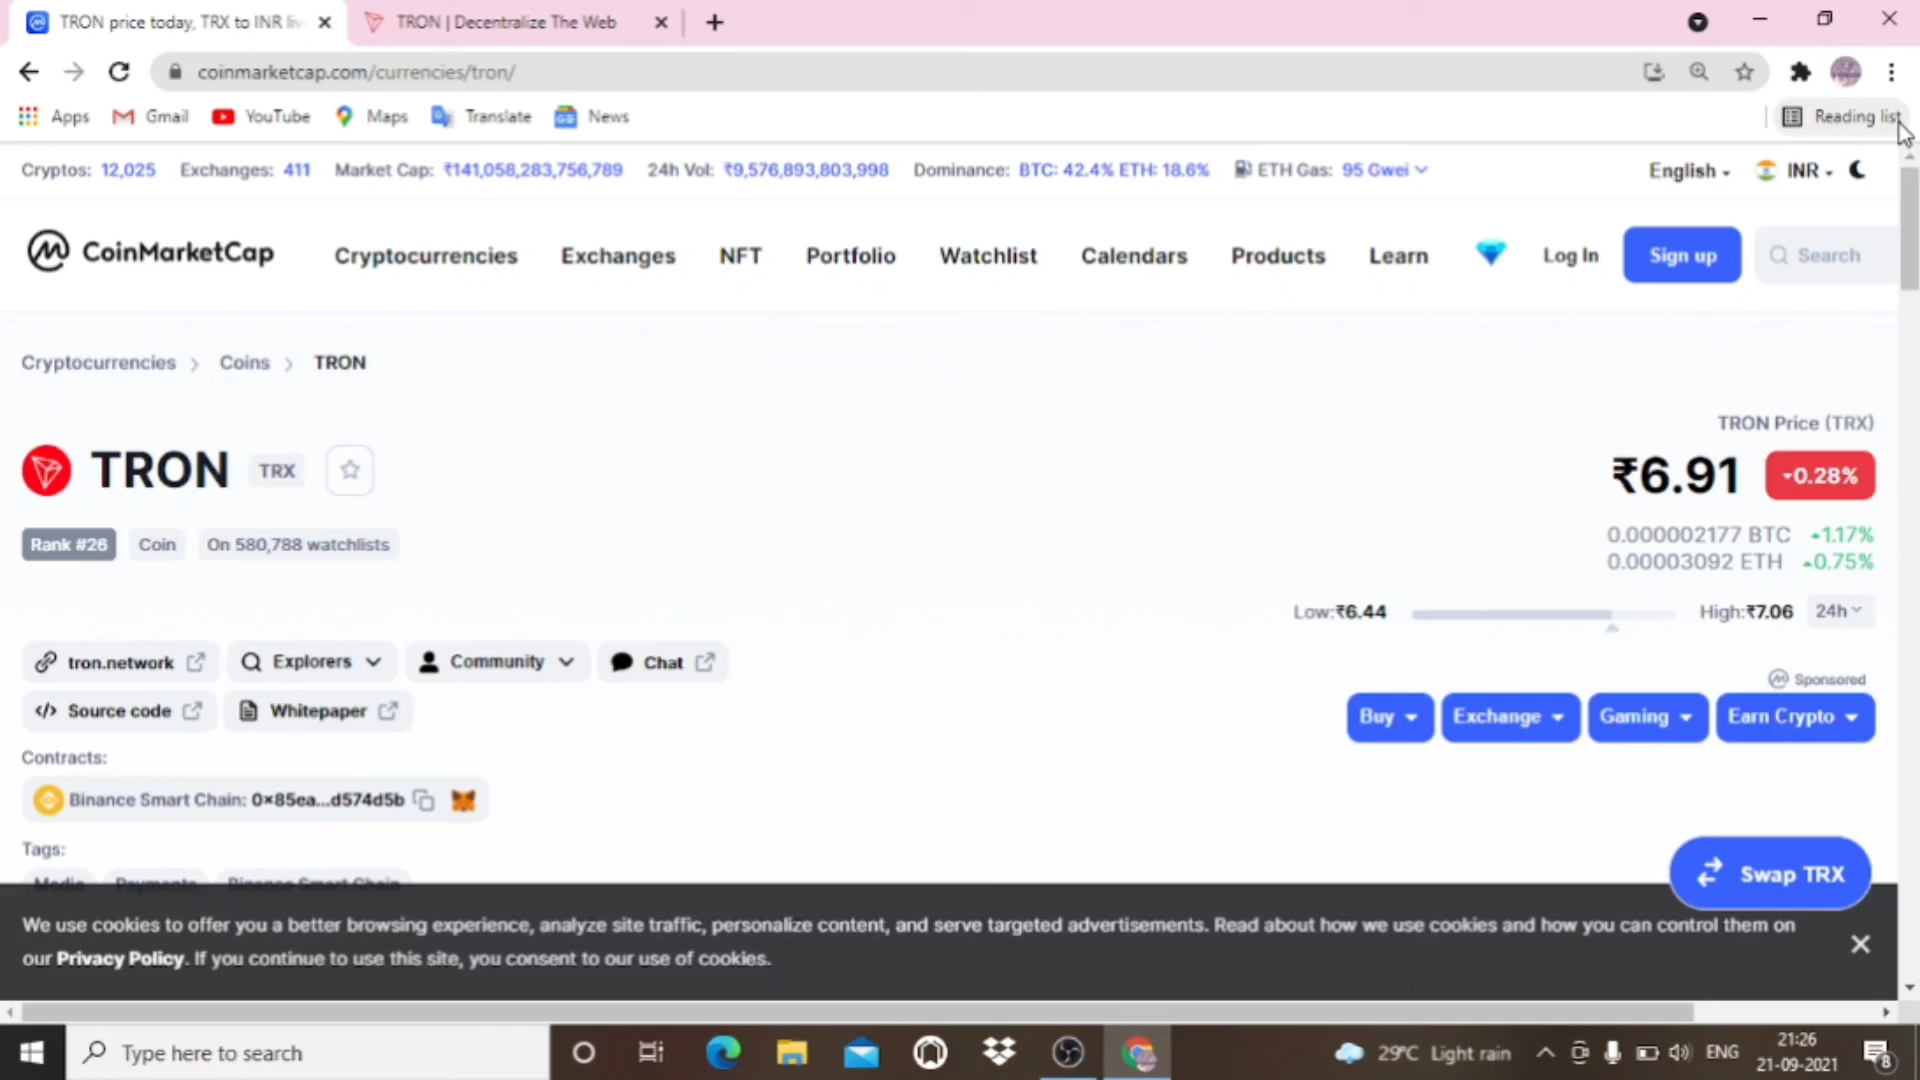 TRON price today, TRX to INR liv
TRON | Decentralize The Web
coinmarketcap.com/currencies/tron/
Apps Gmail YouTube Maps Translate News Reading list
Cryptos: 12,025 Exchanges: 411 Market Cap: ₹141,058,283,756,789 24h Vol: ₹9,576,893,803,998 Dominance: BTC: 42.4% ETH: 18.6% ETH Gas: 95 Gwei English INR
CoinMarketCap Cryptocurrencies Exchanges NFT Portfolio Watchlist Calendars Products Learn Log In Sign up Search
Cryptocurrencies > Coins > TRON
TRON Price (TRX)
TRON TRX ₹6.91 -0.28%
0.000002177 BTC 1.17%
Rank #26 Coin On 580,788 watchlists
0.00003092 ETH 0.75%
Low:₹6.44 High:₹7.06 24h
tron.network Explorers Community Chat
Sponsored
Source code Whitepaper
Buy Exchange Gaming Earn Crypto
Contracts:
Binance Smart Chain: 0x85ea...d574d5b
Tags:
Media Payments Binance Smart Chain
Swap TRX
We use cookies to offer you a better browsing experience, analyze site traffic, personalize content, and serve targeted advertisements. Read about how we use cookies and how you can control them on
our Privacy Policy. If you continue to use this site, you consent to our use of cookies.
Type here to search
29°C Light rain
ENG
21:26
21-09-2021
8